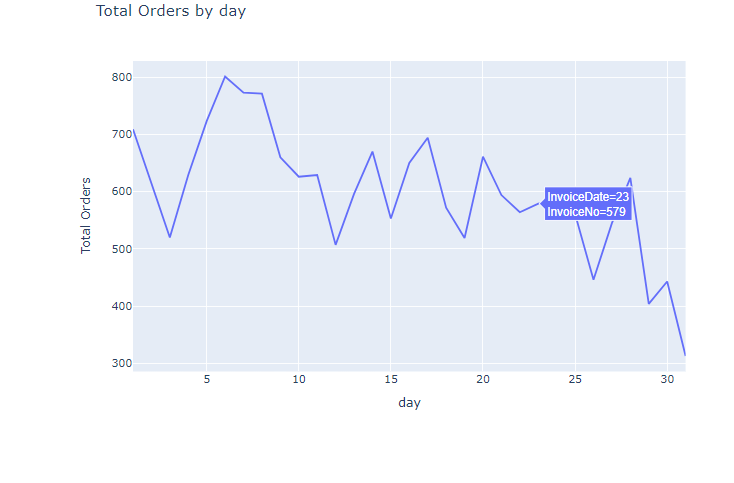 Total Orders by day
800
700
600
500
400
300
Total Orders
InvoiceDate=23
InvoiceNo=579
5
10
15
20
25
30
day